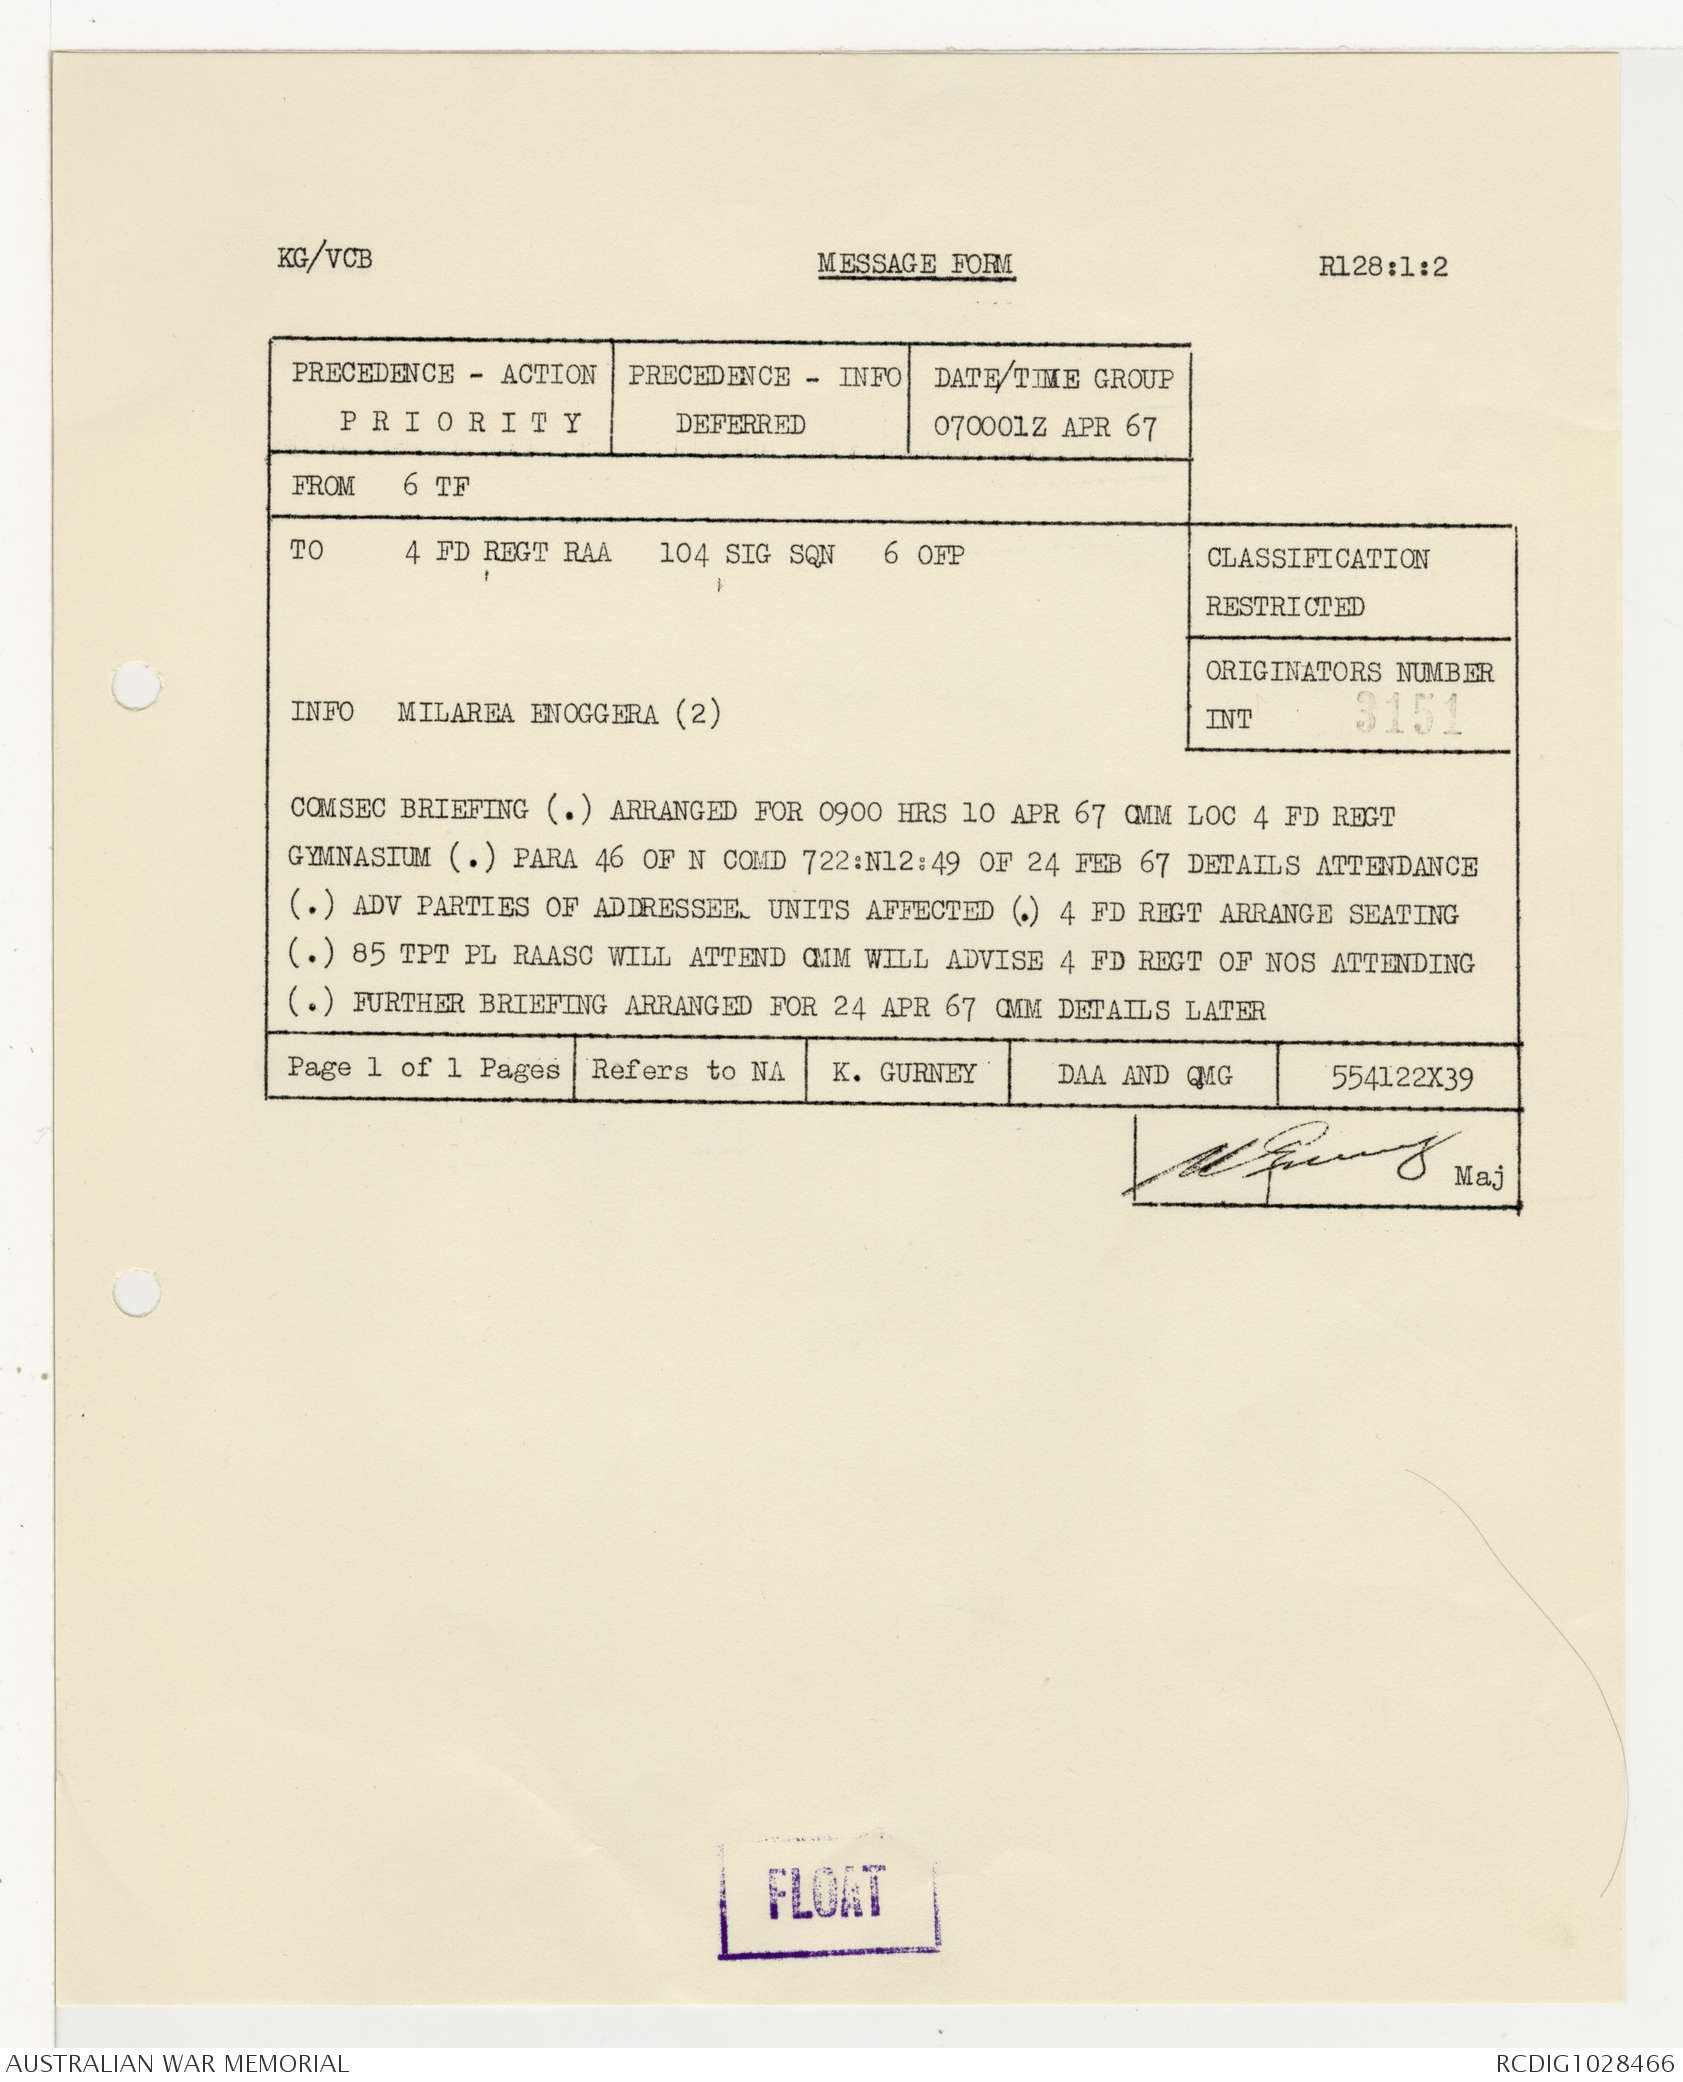 KG/VCB MESSAGE FORM R128:1:2
PRECEDENCE - ACTION PRECEDENCE - INFO DATE/TIME GROUP
P R I O R I T Y DEFERRED 070001Z APR 67
FROM 6 TF
TO 4 FD REGT RAA 104 SIG SQN 6 OFP
CLASSIFICATION
RESTRICTED
ORIGINATORS NUMBER
INT 3151
INFO MILAREA ENOGGERA (2)
COMSEC BRIEFING (.) ARRANGED FOR 0900 HRS 10 APR 67 CMM LOC 4 FD REGT
GYMNASIUM (.) PARA 46 OF N COMD 722:N12:49 OF 24 FEB 67 DETAILS ATTENDANCE
(.) ADV PARTIES OF ADDRESSEE UNITS AFFECTED (.) 4 FD REGT ARRANGE SEATING
(.) 85 TPT PL RAASC WILL ATTEND CMM WILL ADVISE 4 FD REGT OF NOS ATTENDING
(.) FURTHER BRIEFING ARRANGED FOR 24 APR 67 CMM DETAILS LATER
Page 1 of 1 Pages Refers to NA K. GURNEY DAA AND QMG 554122X39
Maj
FLOAT
AUSTRALIAN WAR MEMORIAL RCDIG1028466